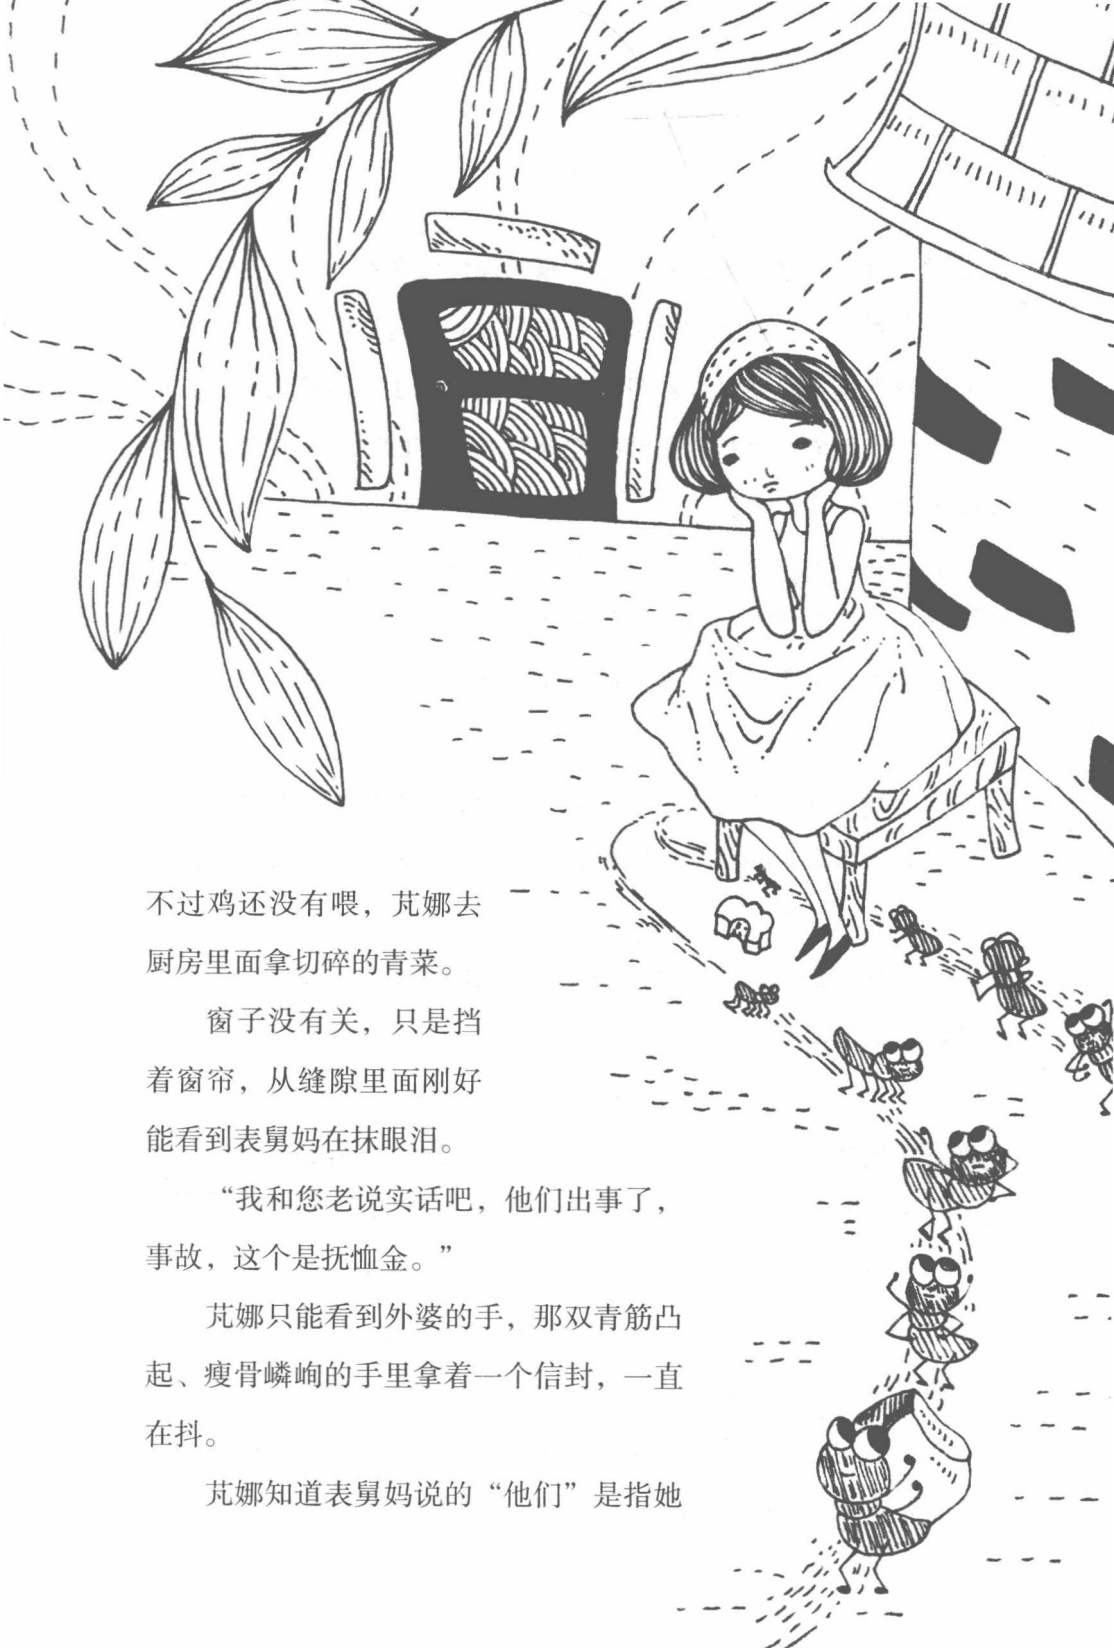 不过鸡还没有喂，芃娜去
厨房里面拿切碎的青菜。
窗子没有关，只是挡
着窗帘，从缝隙里面刚好
能看到表舅妈在抹眼泪。
“我和您老说实话吧，他们出事了，
事故，这个是抚恤金。”
芃娜只能看到外婆的手，那双青筋凸
起、瘦骨嶙峋的手里拿着一个信封，一直
在抖。
芃娜知道表舅妈说的“他们”是指她